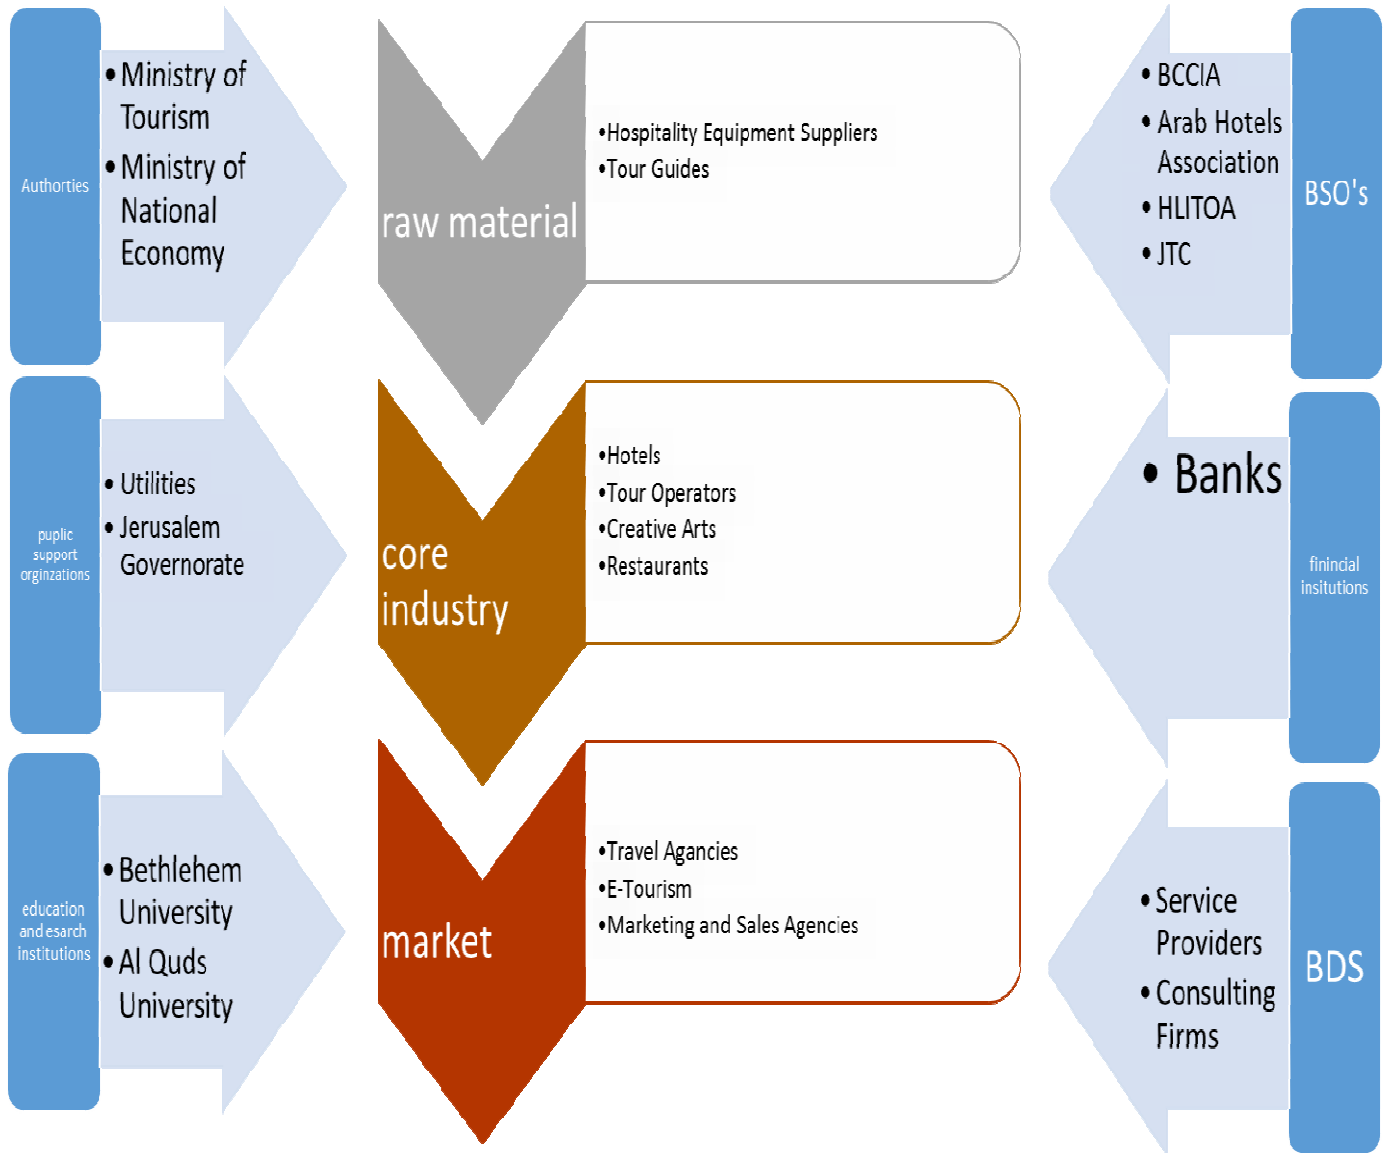 Authorties
• Ministry of
Tourism
• Ministry of
National
Economy
puplic
support
orginzations
• Utilities
• Jerusalem
Governorate
education
and esarch
institutions
• Bethlehem
University
• Al Quds
University
raw material
•Hospitality Equipment Suppliers
•Tour Guides
core
industry
•Hotels
•Tour Operators
•Creative Arts
•Restaurants
market
•Travel Agancies
•E-Tourism
•Marketing and Sales Agencies
• BCCIA
• Arab Hotels
Association
• HLITOA
• JTC
BSO's
• Banks
finincial
insitutions
• Service
Providers
• Consulting
Firms
BDS